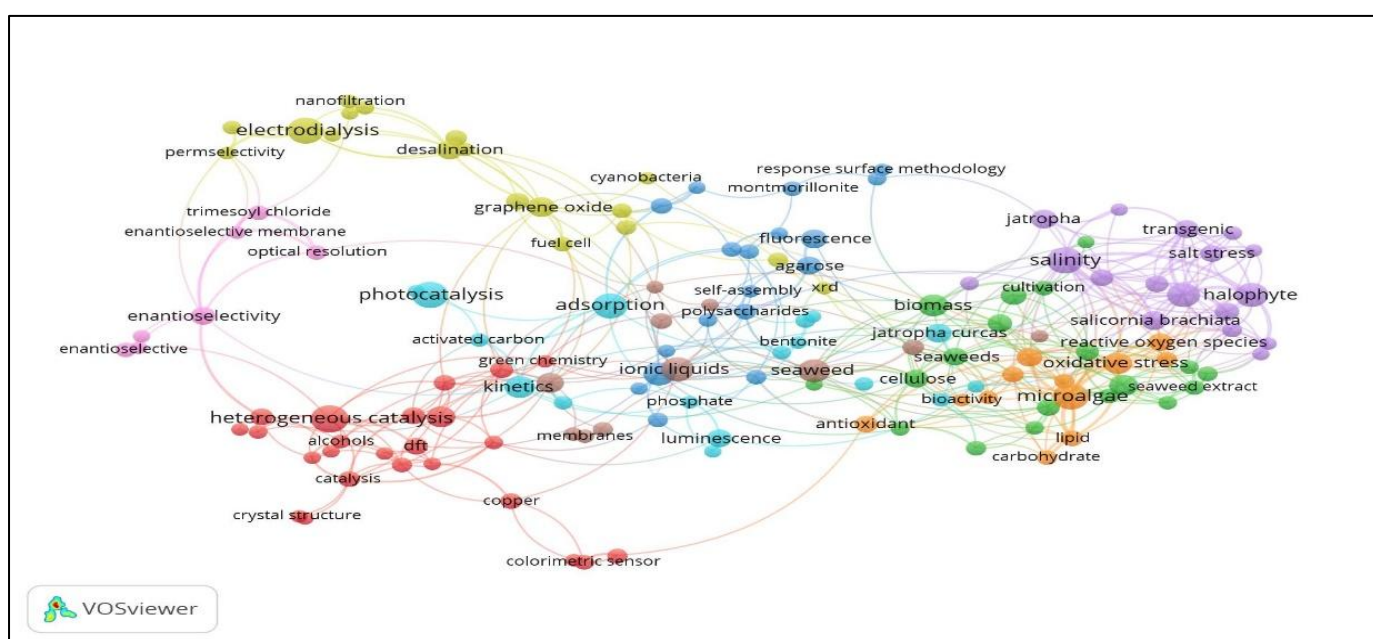 nanofiltration
electrodialysis
permselectivity
desalination
cyanobacteria
response surface methodology
montmorillonite
trimesoyl chloride
graphene oxide
jatropha
enantioselective membrane
transgenic
fuel cell
fluorescence
optical resolution
salinity
salt stress
agarose
photocatalysis
self-assembly
xrd
cultivation
halophyte
adsorption
biomass
enantioselectivity
polysaccharides
salicornia brachiata
activated carbon
bentonite
jatropha curcas
reactive oxygen species
enantioselective
green chemistry
seaweeds
oxidative stress
ionic liquids
seaweed
kinetics
cellulose
seaweed extract
phosphate
bioactivity
microalgae
heterogeneous catalysis
antioxidant
alcohols
dft
membranes
luminescence
lipid
carbohydrate
catalysis
copper
crystal structure
colorimetric sensor
VOSviewer